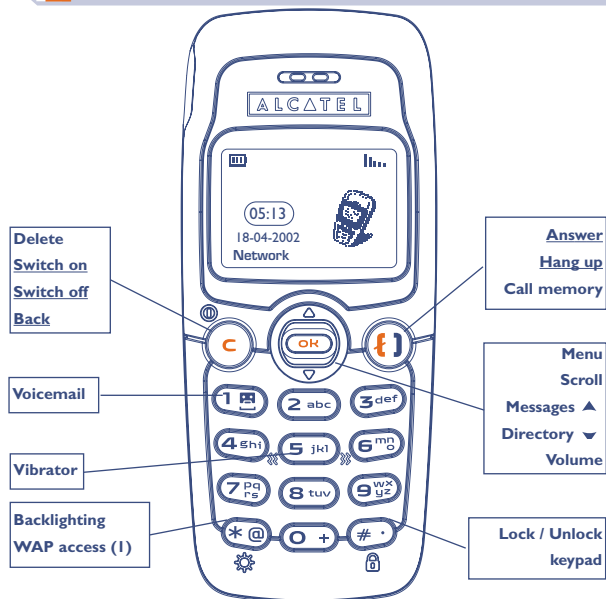 ALCATEL
05:13
18-04-2002
Network
Delete
Switch on
Switch off
Back
Answer
Hang up
Call memory
C
OK
Menu
Scroll
Messages ▲
Directory ▼
Volume
Voicemail
1
2 abc
3 def
Vibrator
4 ghi
5 jkl
6 mno
7 pqrs
8 tuv
9 wxyz
Backlighting
WAP access (1)
* @
0 +
# .
Lock / Unlock
keypad